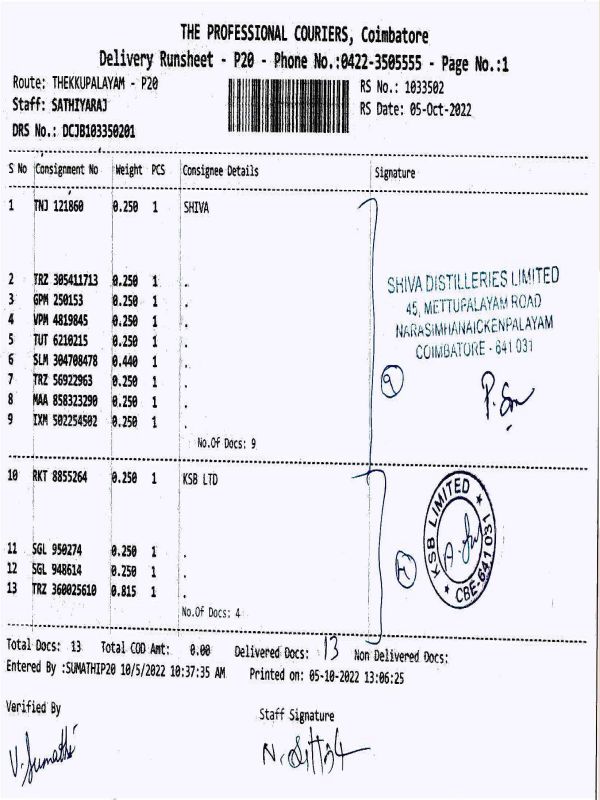 THE PROFESSIONAL COURIERS, Coimbatore
Delivery Runsheet - P20 - Phone No.:0422-3505555 - Page No.:1
Route: THEKKUPALAYAM - P20 RS No.: 1033502
Staff: SATHIYARAJ RS Date: 05-Oct-2022
DRS No.: DCJB103350201
S No Consignment No Weight PCS Consignee Details Signature
1 TNJ 121860 0.250 1 SHIVA
2 TRZ 305411713 0.250 1 .
3 GPM 250153 0.250 1 .
4 VPM 4819845 0.250 1 .
5 TUT 6210215 0.250 1 .
6 SLM 304708478 0.440 1 .
7 TRZ 56922963 0.250 1 .
8 MAA 858323290 0.250 1 .
9 IXM 502254502 0.250 1 .
No.Of Docs: 9
SHIVA DISTILLERIES LIMITED
45, METTUPALAYAM ROAD
NARASIMHANAICKENPALAYAM
COIMBATORE - 641 031
9
10 RKT 8855264 0.250 1 KSB LTD
11 SGL 950274 0.250 1 .
12 SGL 948614 0.250 1 .
13 TRZ 360025610 0.815 1 .
No.Of Docs: 4
KSB LIMITED
CBE-641 031
Total Docs: 13 Total COD Amt: 0.00 Delivered Docs: 13 Non Delivered Docs:
Entered By :SUMATHIP20 10/5/2022 10:37:35 AM Printed on: 05-10-2022 13:06:25
Verified By Staff Signature
V. Sumathi